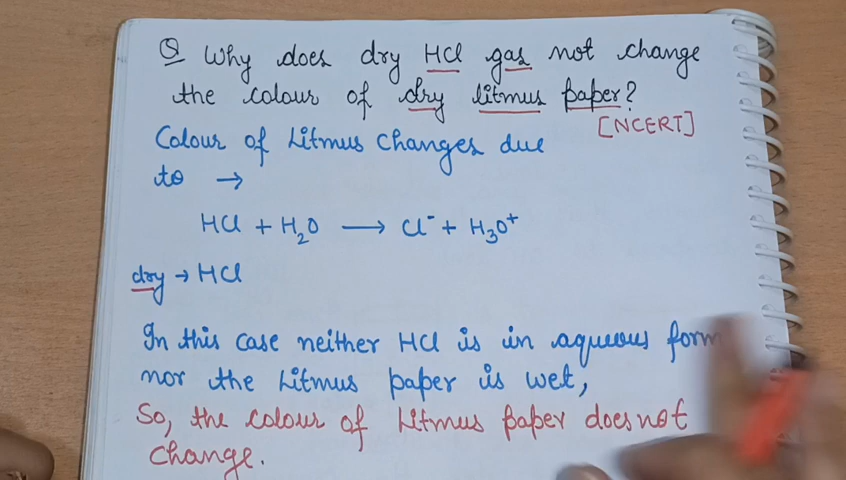 Q Why does dry HCl gas not change
the colour of dry litmus paper?
[NCERT]
Colour of Litmus changes due
to →
HCl + H₂O ⟶ Cl⁻ + H₃O⁺
dry → HCl
In this case neither HCl is in aqueous form
nor the Litmus paper is wet,
So, the colour of Litmus paper does not
change.